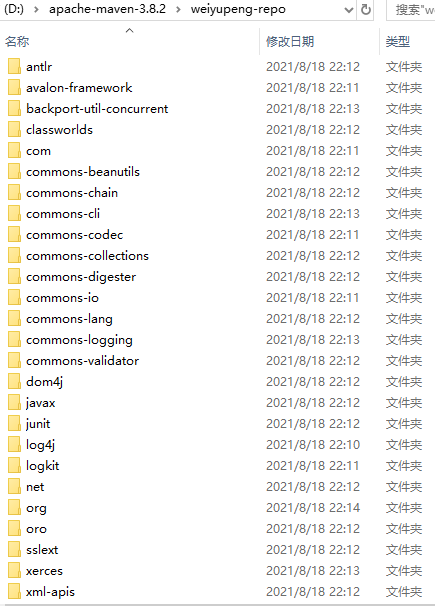 (D:) › apache-maven-3.8.2 › weiyupeng-repo 搜索"w
名称 修改日期 类型
antlr 2021/8/18 22:12 文件夹
avalon-framework 2021/8/18 22:11 文件夹
backport-util-concurrent 2021/8/18 22:13 文件夹
classworlds 2021/8/18 22:12 文件夹
com 2021/8/18 22:11 文件夹
commons-beanutils 2021/8/18 22:12 文件夹
commons-chain 2021/8/18 22:12 文件夹
commons-cli 2021/8/18 22:13 文件夹
commons-codec 2021/8/18 22:11 文件夹
commons-collections 2021/8/18 22:12 文件夹
commons-digester 2021/8/18 22:12 文件夹
commons-io 2021/8/18 22:11 文件夹
commons-lang 2021/8/18 22:12 文件夹
commons-logging 2021/8/18 22:13 文件夹
commons-validator 2021/8/18 22:12 文件夹
dom4j 2021/8/18 22:12 文件夹
javax 2021/8/18 22:12 文件夹
junit 2021/8/18 22:12 文件夹
log4j 2021/8/18 22:10 文件夹
logkit 2021/8/18 22:11 文件夹
net 2021/8/18 22:12 文件夹
org 2021/8/18 22:14 文件夹
oro 2021/8/18 22:12 文件夹
sslext 2021/8/18 22:12 文件夹
xerces 2021/8/18 22:13 文件夹
xml-apis 2021/8/18 22:12 文件夹